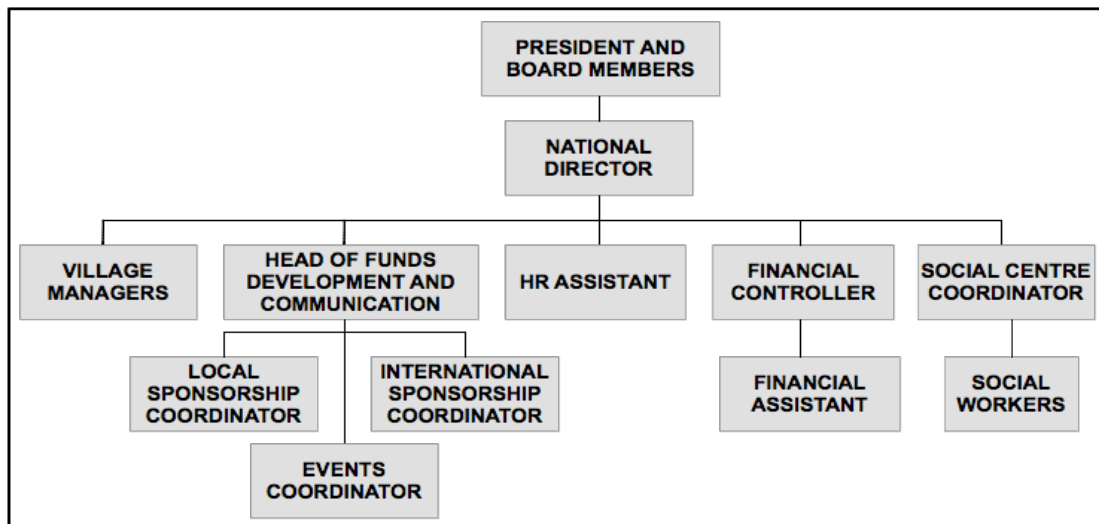 PRESIDENT AND
BOARD MEMBERS
NATIONAL
DIRECTOR
VILLAGE
MANAGERS
HEAD OF FUNDS
DEVELOPMENT AND
COMMUNICATION
HR ASSISTANT
FINANCIAL
CONTROLLER
SOCIAL CENTRE
COORDINATOR
LOCAL
SPONSORSHIP
COORDINATOR
INTERNATIONAL
SPONSORSHIP
COORDINATOR
FINANCIAL
ASSISTANT
SOCIAL
WORKERS
EVENTS
COORDINATOR